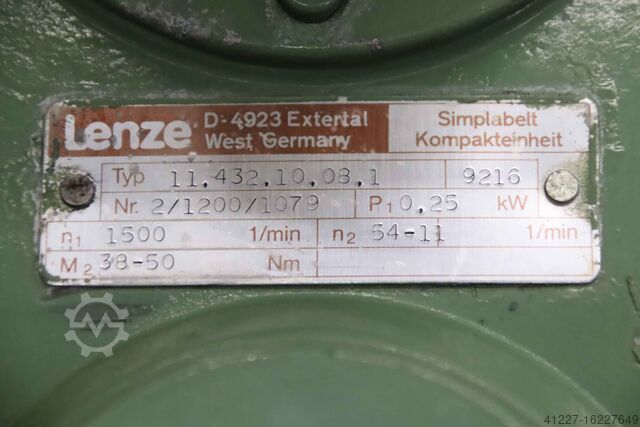 Lenze D-4923 Extertal Simplabelt
West Germany Kompakteinheit
Typ 11.432.10.08.1 9216
Nr. 2/1200/1079 P1 0,25 kW
n1 1500 1/min n2 54-11 1/min
M2 38-50 Nm
41227-16227649